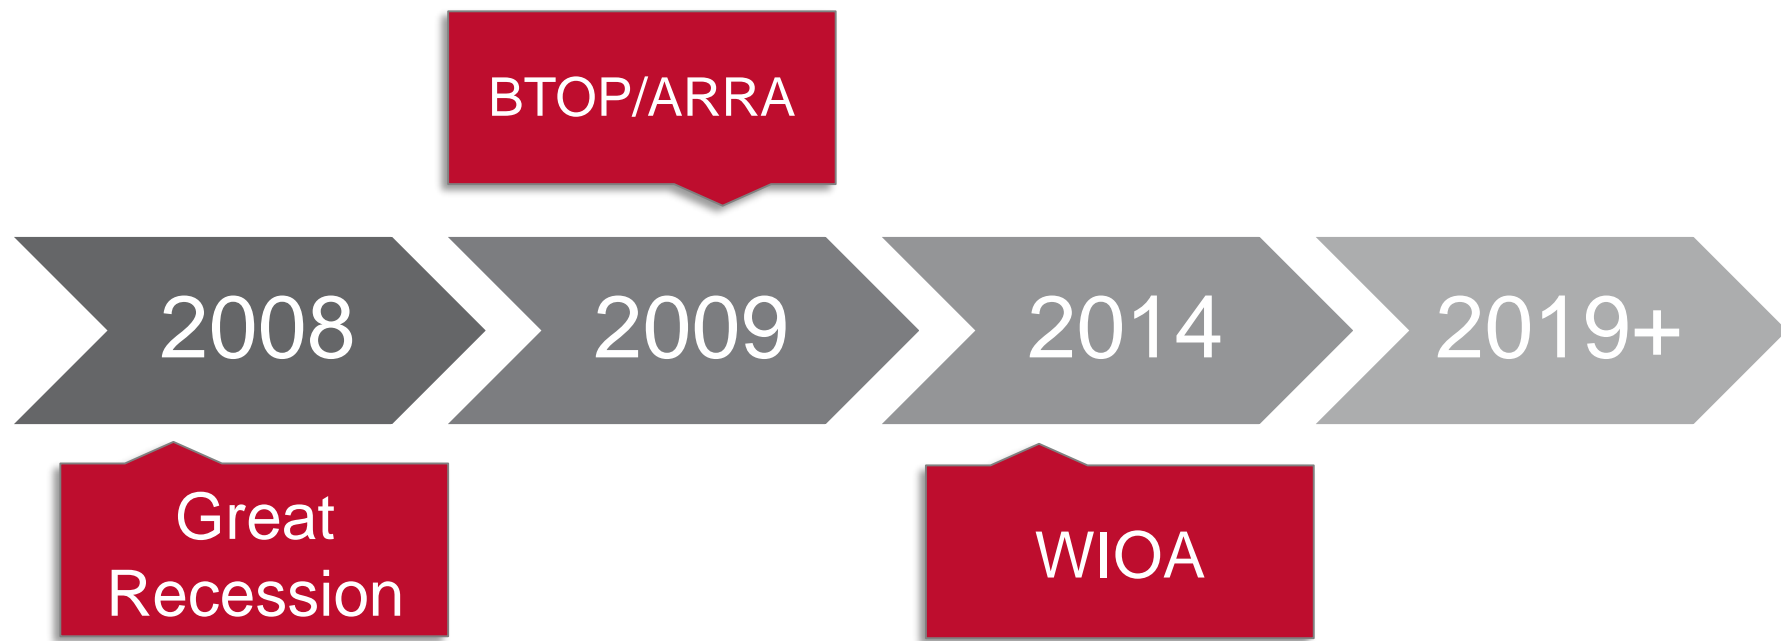 BTOP/ARRA
2008
2009
2014
2019+
Great
Recession
WIOA